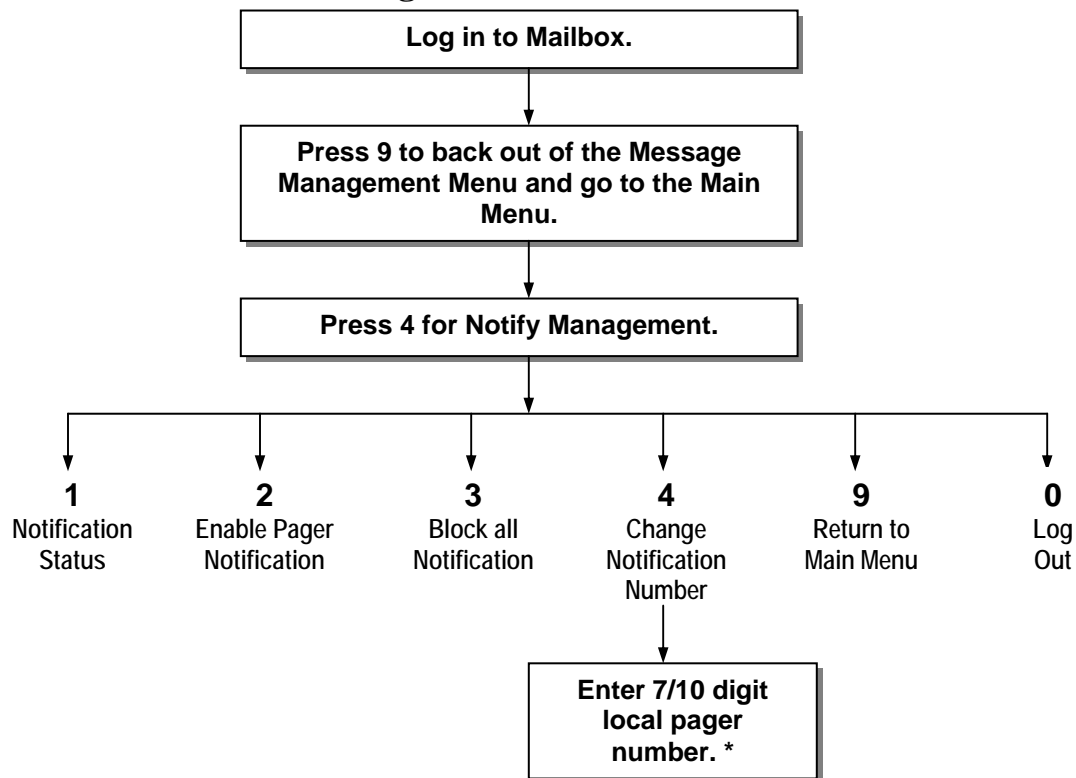 Log in to Mailbox.
Press 9 to back out of the Message
Management Menu and go to the Main
Menu.
Press 4 for Notify Management.
1
Notification
Status
2
Enable Pager
Notification
3
Block all
Notification
4
Change
Notification
Number
9
Return to
Main Menu
0
Log
Out
Enter 7/10 digit
local pager
number. *